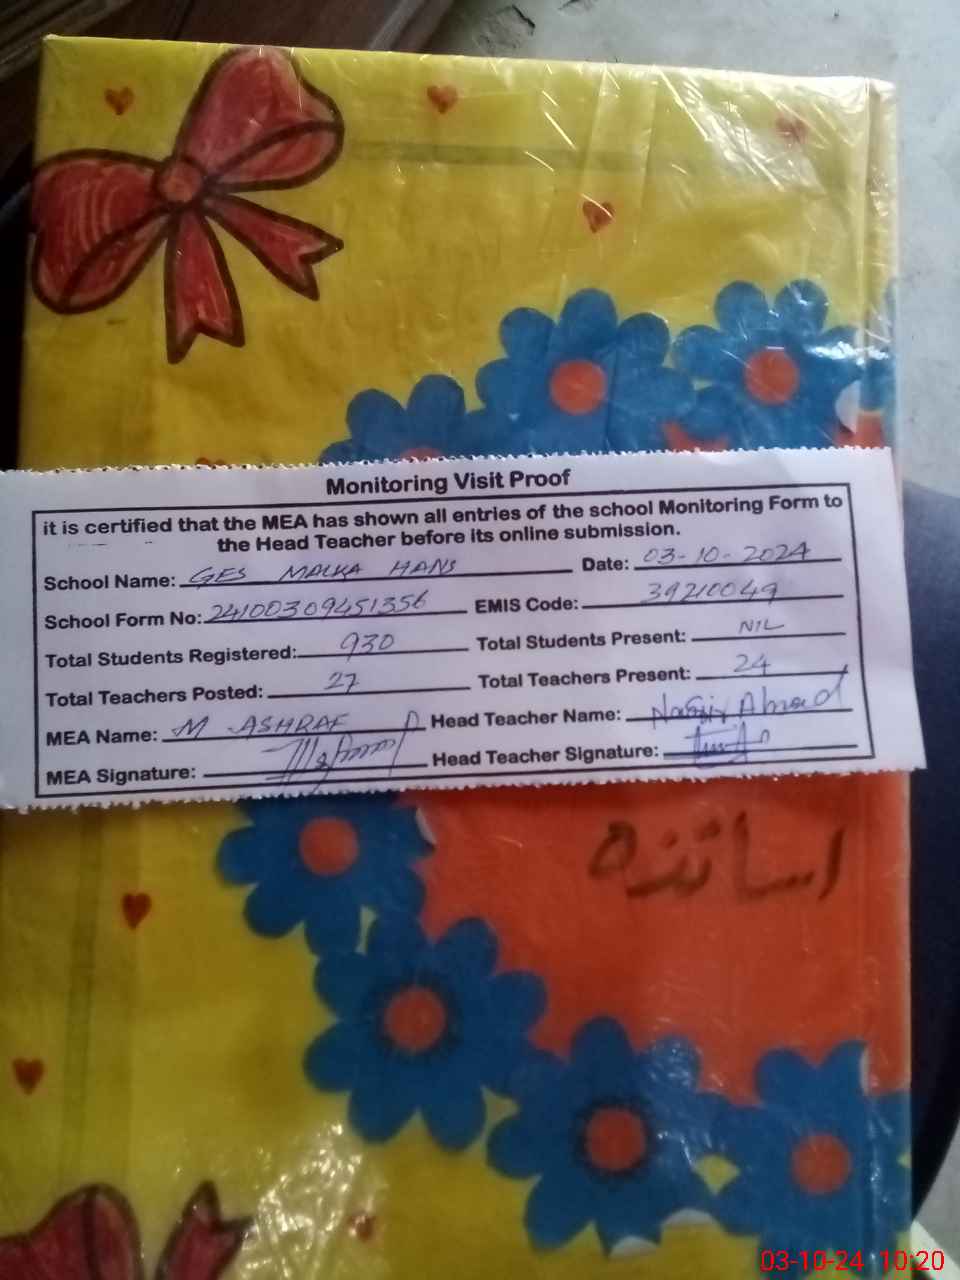 Monitoring Visit Proof
it is certified that the MEA has shown all entries of the school Monitoring Form to
the Head Teacher before its online submission.
School Name: GES MALKA HANS Date: 03-10-2024
School Form No: 24100309451356 EMIS Code: 39210049
Total Students Registered: 930 Total Students Present: NIL
Total Teachers Posted: 27 Total Teachers Present: 24
MEA Name: M ASHRAF Head Teacher Name: Ahmad
MEA Signature: Head Teacher Signature:
اساتذہ
03-10-24 10:20